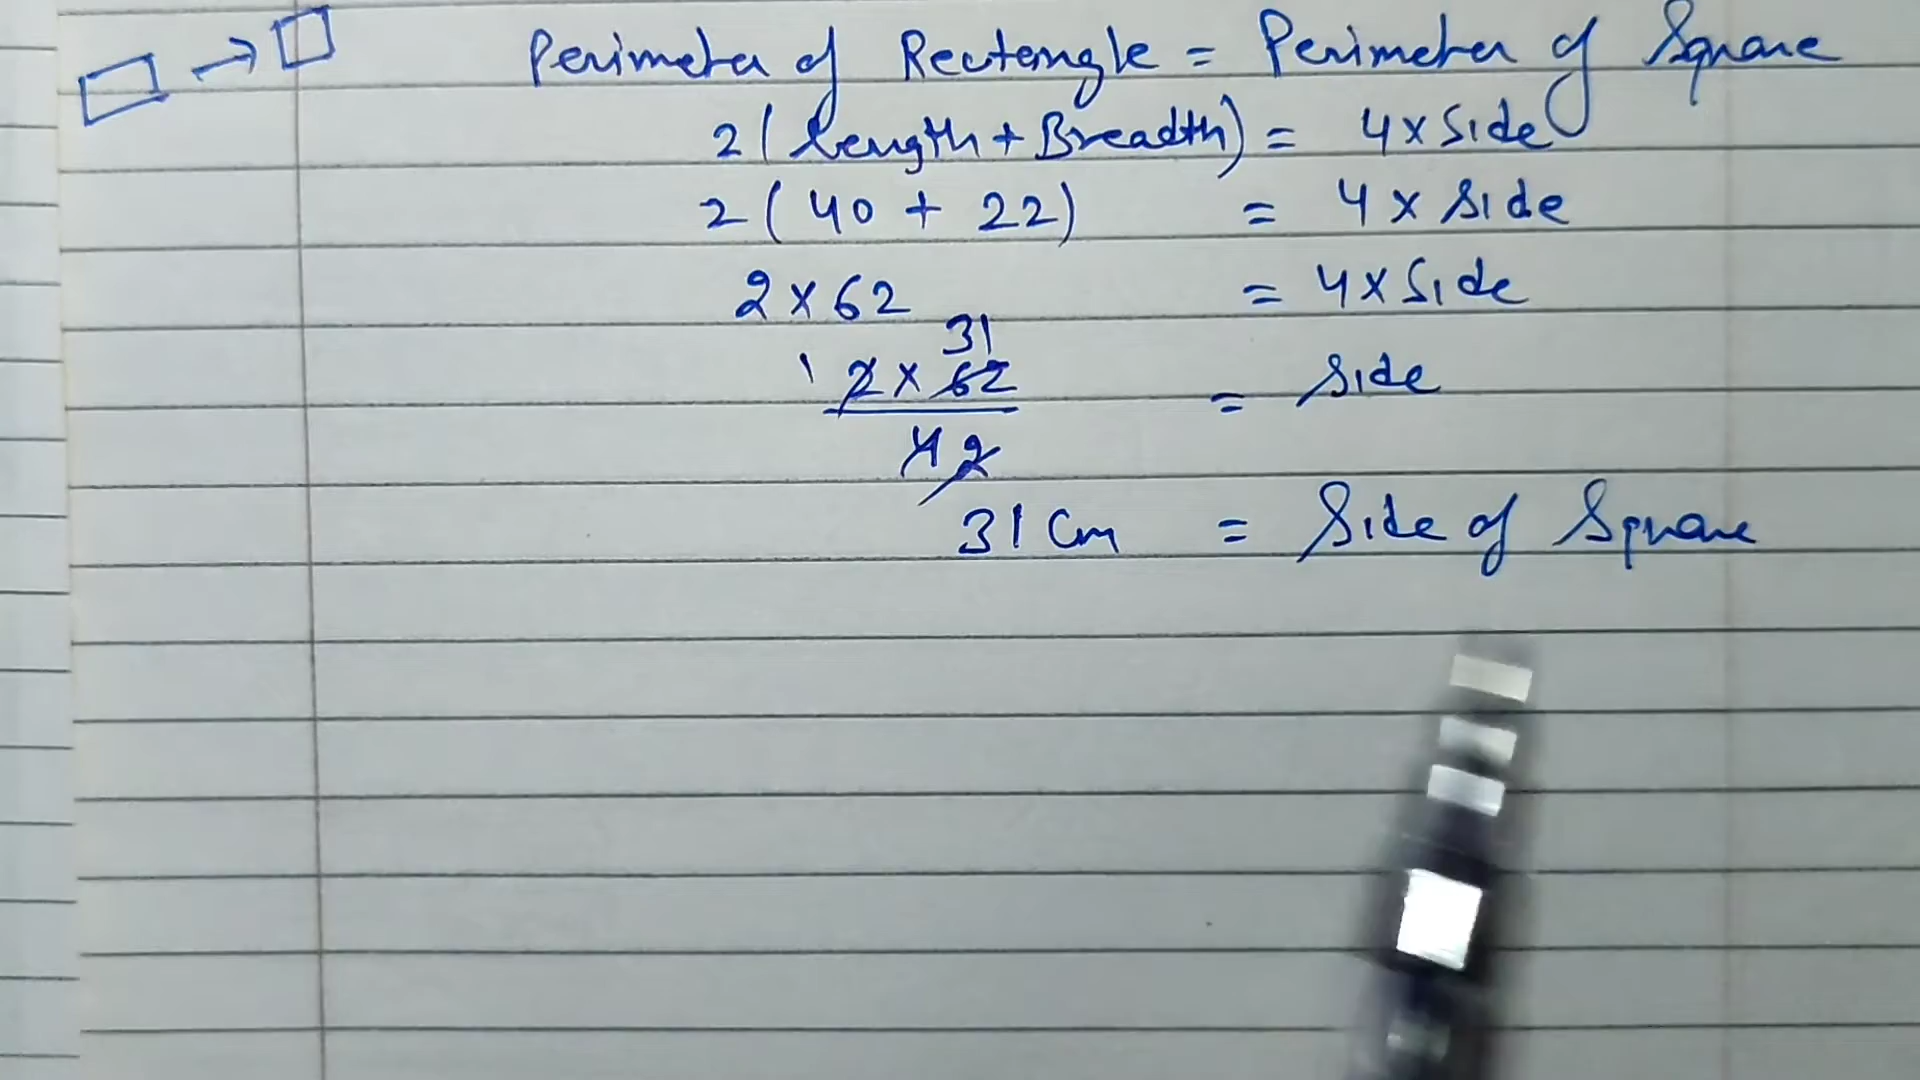 Perimeter of Rectangle = Perimeter of Square
2(Length + Breadth) = 4 x Side
2(40 + 22) = 4 x Side
2 x 62 = 4 x Side
31
1 2 x 62 = Side
4 2
31 Cm = Side of Square